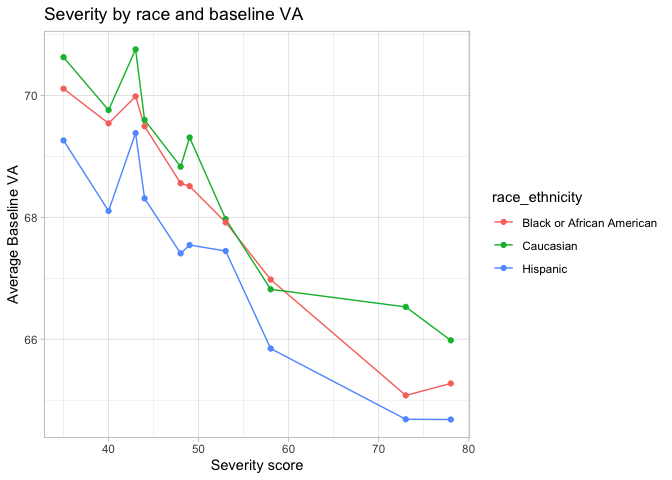 Severity by race and baseline VA
Average Baseline VA
70
68
66
40
50
60
70
80
Severity score
race_ethnicity
Black or African American
Caucasian
Hispanic